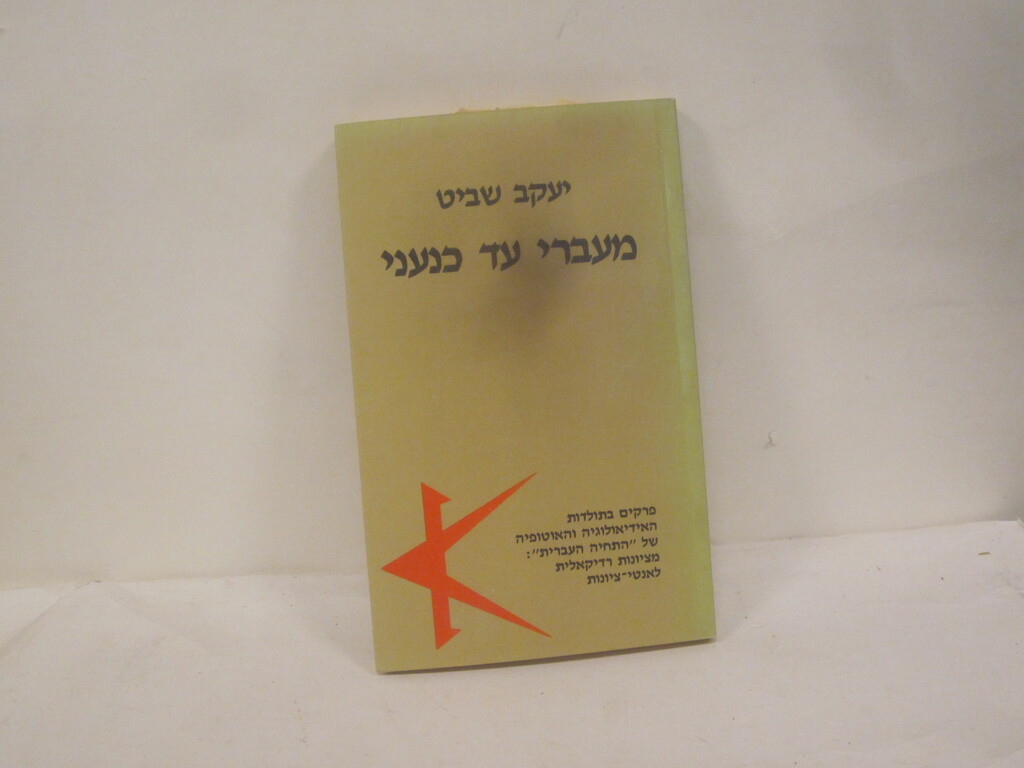 יעקב שביט
מעברי עד כנעני
פרקים בתולדות
האידיאולוגיה והאוטופיה
של "התחיה העברית":
מציונות רדיקאלית
לאנטי-ציונות